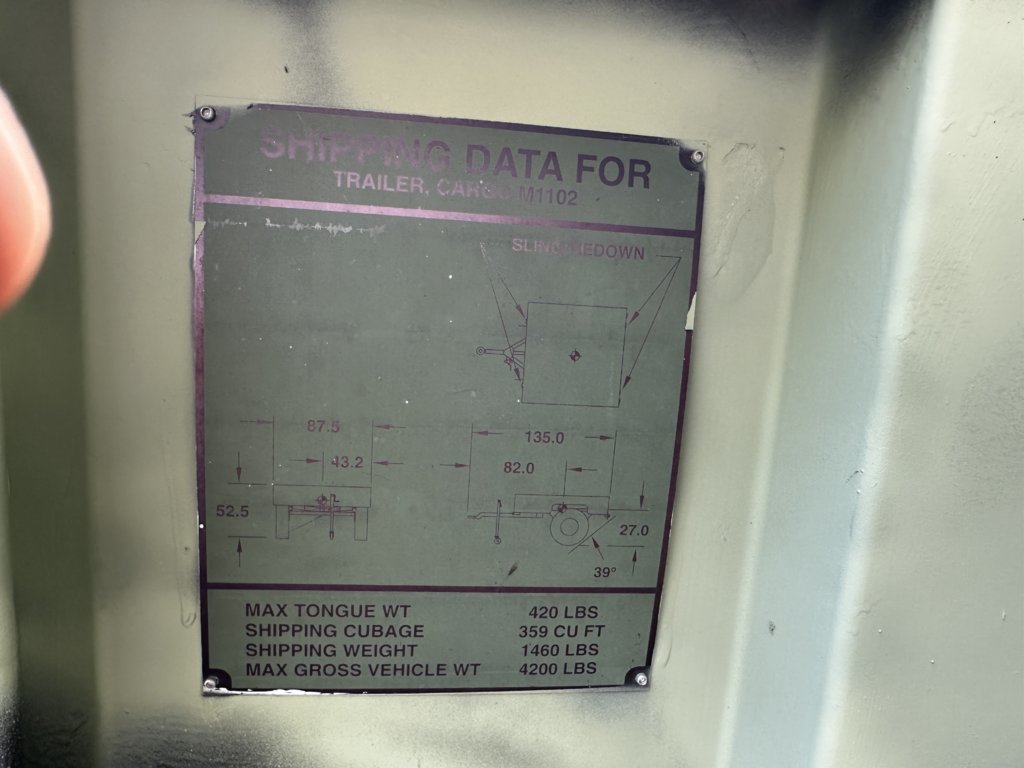 SHIPPING DATA FOR
TRAILER, CARGO M1102
SLING/TIEDOWN
87.5
43.2
52.5
135.0
82.0
27.0
39°
MAX TONGUE WT 420 LBS
SHIPPING CUBAGE 359 CU FT
SHIPPING WEIGHT 1460 LBS
MAX GROSS VEHICLE WT 4200 LBS